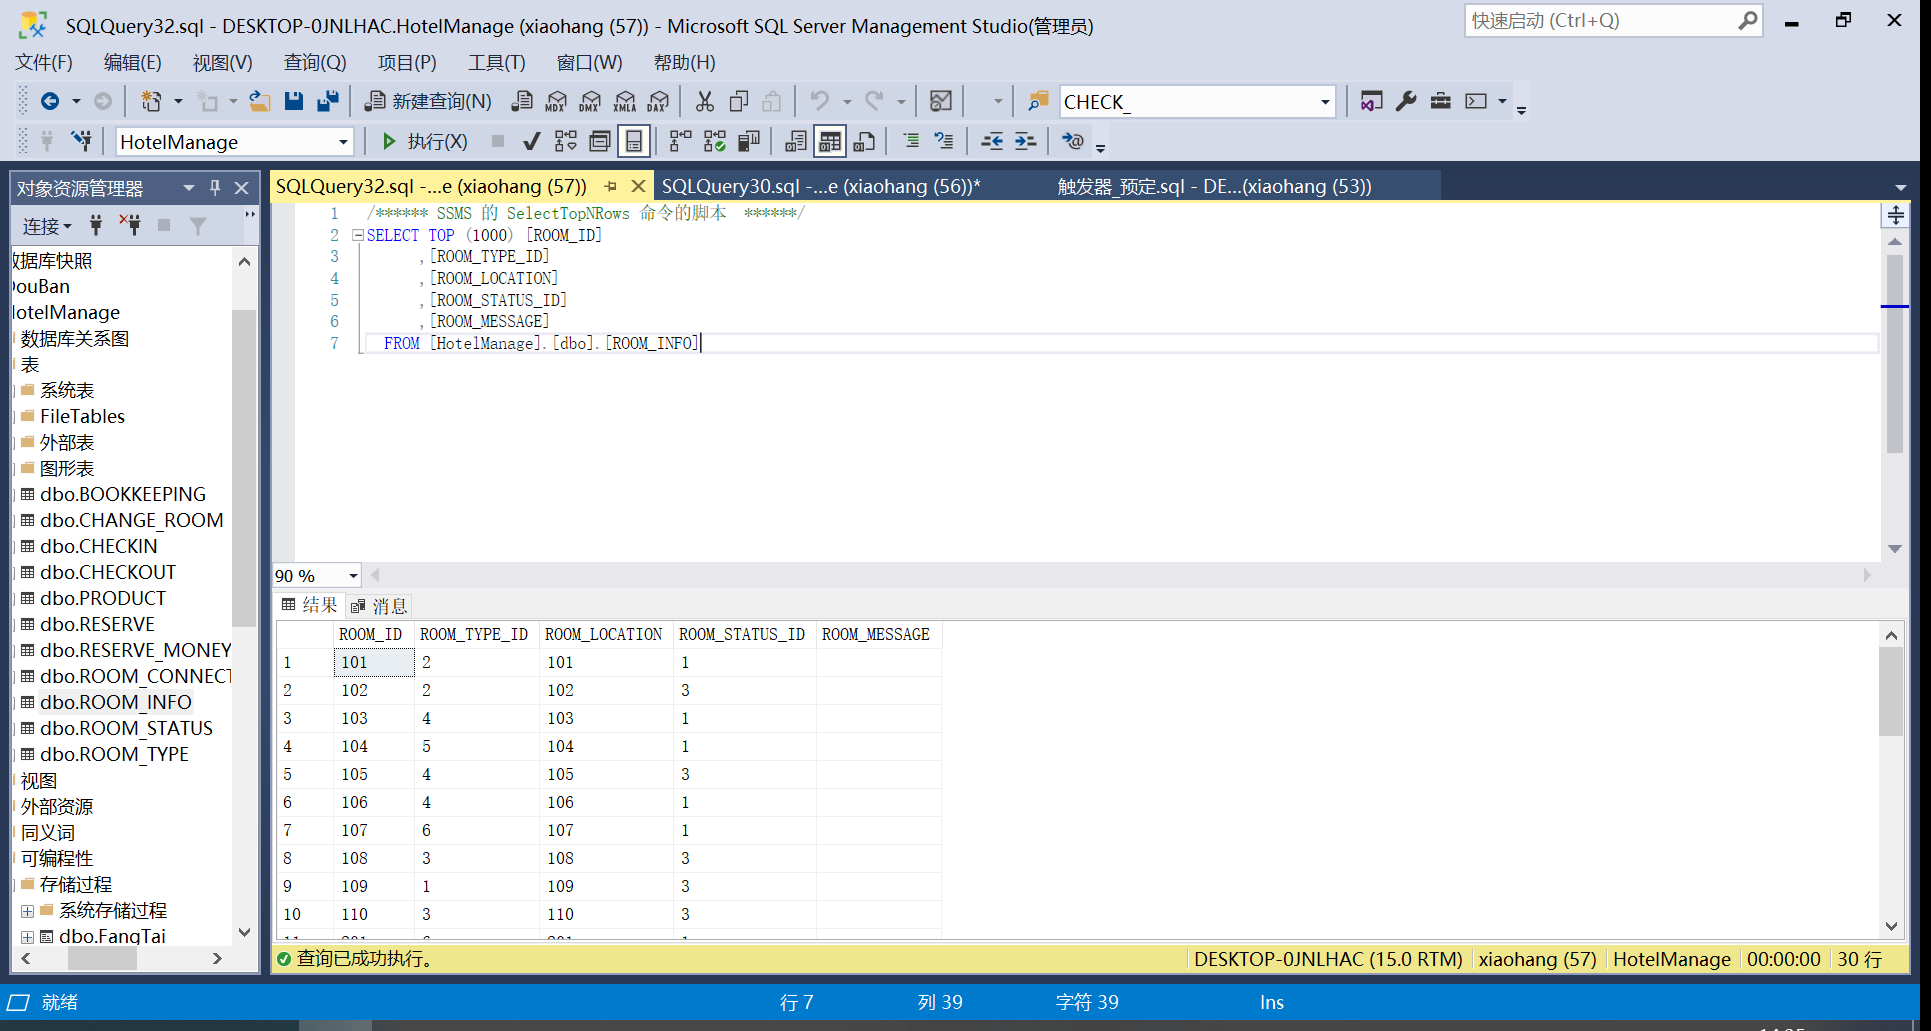 SQLQuery32.sql - DESKTOP-0JNLHAC.HotelManage (xiaohang (57)) - Microsoft SQL Server Management Studio(管理员)
快速启动 (Ctrl+Q)
文件(F) 编辑(E) 视图(V) 查询(Q) 项目(P) 工具(T) 窗口(W) 帮助(H)
新建查询(N) MDX DMX XMLA DAX CHECK_
HotelManage 执行(X)
对象资源管理器
连接
数据库快照
ouBan
otelManage
数据库关系图
表
系统表
FileTables
外部表
图形表
dbo.BOOKKEEPING
dbo.CHANGE_ROOM
dbo.CHECKIN
dbo.CHECKOUT
dbo.PRODUCT
dbo.RESERVE
dbo.RESERVE_MONEY
dbo.ROOM_CONNECT
dbo.ROOM_INFO
dbo.ROOM_STATUS
dbo.ROOM_TYPE
视图
外部资源
同义词
可编程性
存储过程
系统存储过程
dbo.FangTai
SQLQuery32.sql -...e (xiaohang (57)) SQLQuery30.sql -...e (xiaohang (56))* 触发器_预定.sql - DE...(xiaohang (53))
1 /****** SSMS 的 SelectTopNRows 命令的脚本 ******/
2 SELECT TOP (1000) [ROOM_ID]
3 ,[ROOM_TYPE_ID]
4 ,[ROOM_LOCATION]
5 ,[ROOM_STATUS_ID]
6 ,[ROOM_MESSAGE]
7 FROM [HotelManage].[dbo].[ROOM_INFO]
90 %
结果 消息
ROOM_ID ROOM_TYPE_ID ROOM_LOCATION ROOM_STATUS_ID ROOM_MESSAGE
1 101 2 101 1
2 102 2 102 3
3 103 4 103 1
4 104 5 104 1
5 105 4 105 3
6 106 4 106 1
7 107 6 107 1
8 108 3 108 3
9 109 1 109 3
10 110 3 110 3
查询已成功执行。 DESKTOP-0JNLHAC (15.0 RTM) xiaohang (57) HotelManage 00:00:00 30 行
就绪 行 7 列 39 字符 39 Ins